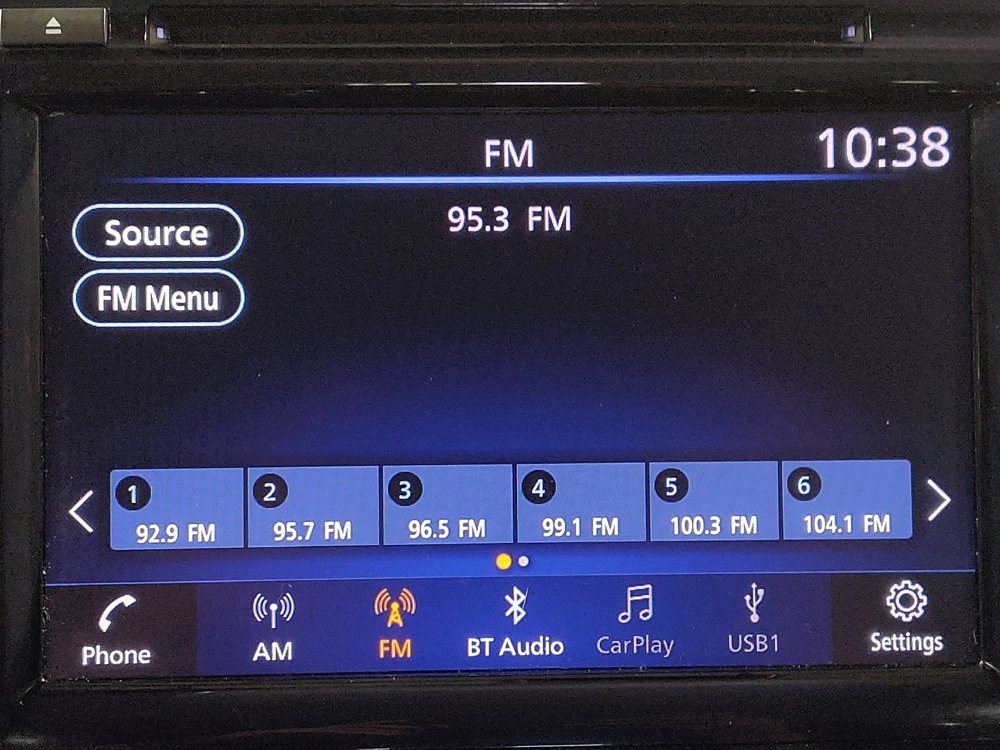 FM
10:38
95.3 FM
Source
FM Menu
1
2
3
4
5
6
92.9 FM
95.7 FM
96.5 FM
99.1 FM
100.3 FM
104.1 FM
Phone
AM
FM
BT Audio
CarPlay
USB1
Settings